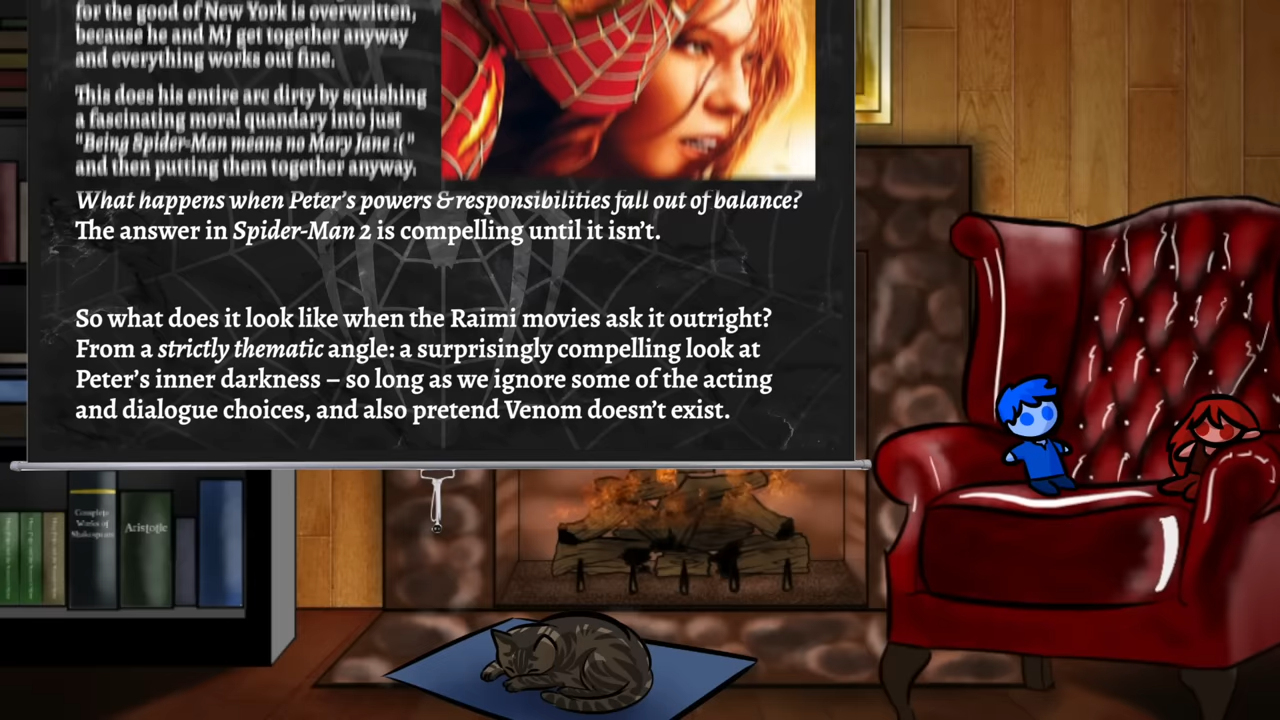 for the good of New York is overwritten,
because he and MJ get together anyway
and everything works out fine.
This does his entire arc dirty by squishing
a fascinating moral quandary into just
"Being Spider-Man means no Mary Jane :("
and then putting them together anyway.
What happens when Peter's powers & responsibilities fall out of balance?
The answer in Spider-Man 2 is compelling until it isn't.
So what does it look like when the Raimi movies ask it outright?
From a strictly thematic angle: a surprisingly compelling look at
Peter's inner darkness – so long as we ignore some of the acting
and dialogue choices, and also pretend Venom doesn't exist.
Complete
Works of
Shakespeare
Aristotle